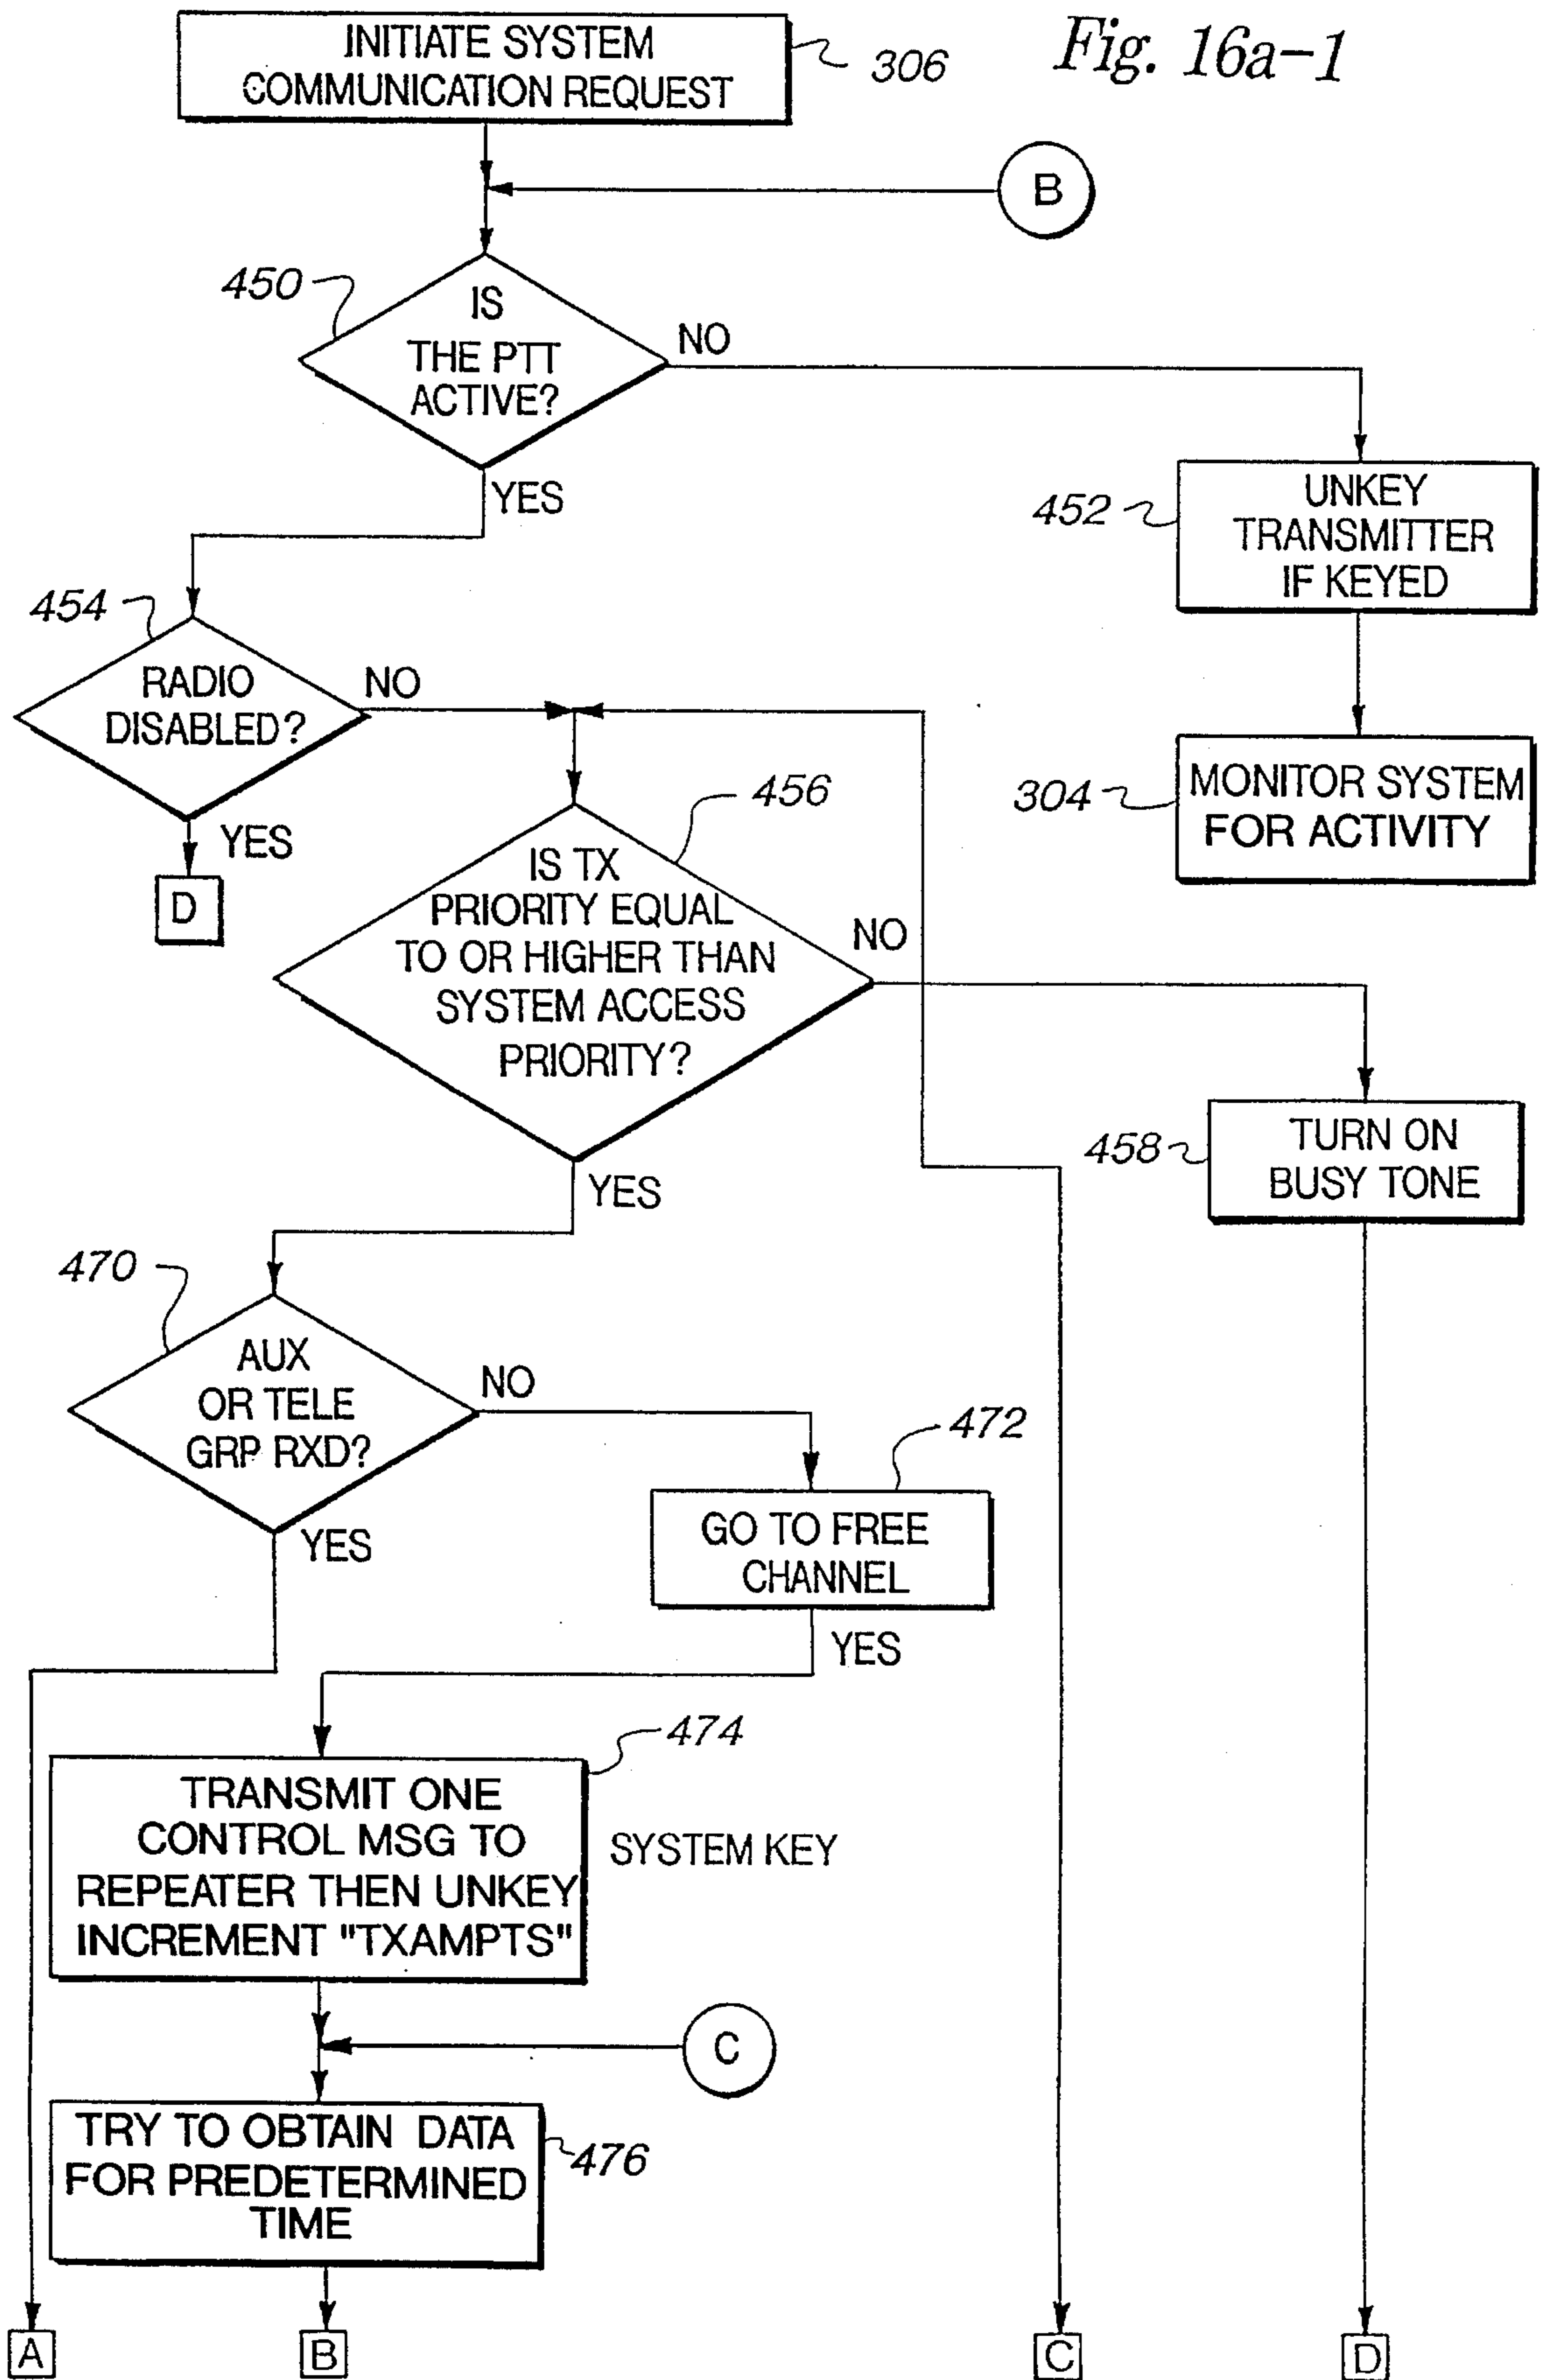 INITIATE SYSTEM
COMMUNICATION REQUEST
306
Fig. 16a-1
B
450
IS
THE PTT
ACTIVE?
NO
YES
452
UNKEY
TRANSMITTER
IF KEYED
454
RADIO
DISABLED?
NO
YES
D
304
MONITOR SYSTEM
FOR ACTIVITY
456
IS TX
PRIORITY EQUAL
TO OR HIGHER THAN
SYSTEM ACCESS
PRIORITY?
NO
YES
458
TURN ON
BUSY TONE
470
AUX
OR TELE
GRP RXD?
NO
YES
472
GO TO FREE
CHANNEL
YES
474
TRANSMIT ONE
CONTROL MSG TO
REPEATER THEN UNKEY
INCREMENT "TXAMPTS"
SYSTEM KEY
C
TRY TO OBTAIN DATA
FOR PREDETERMINED
TIME
476
A
B
C
D